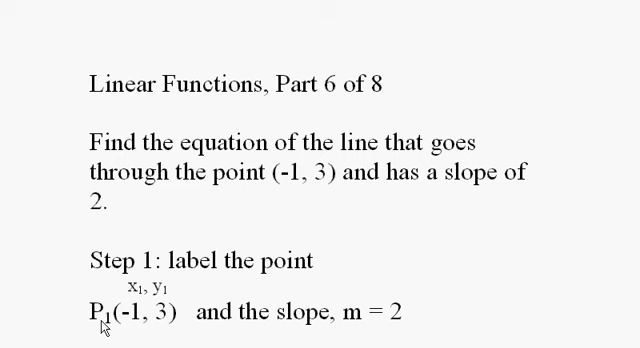 Linear Functions, Part 6 of 8
Find the equation of the line that goes
through the point (-1, 3) and has a slope of
2.
Step 1: label the point
x₁, y₁
P₁(-1, 3) and the slope, m = 2